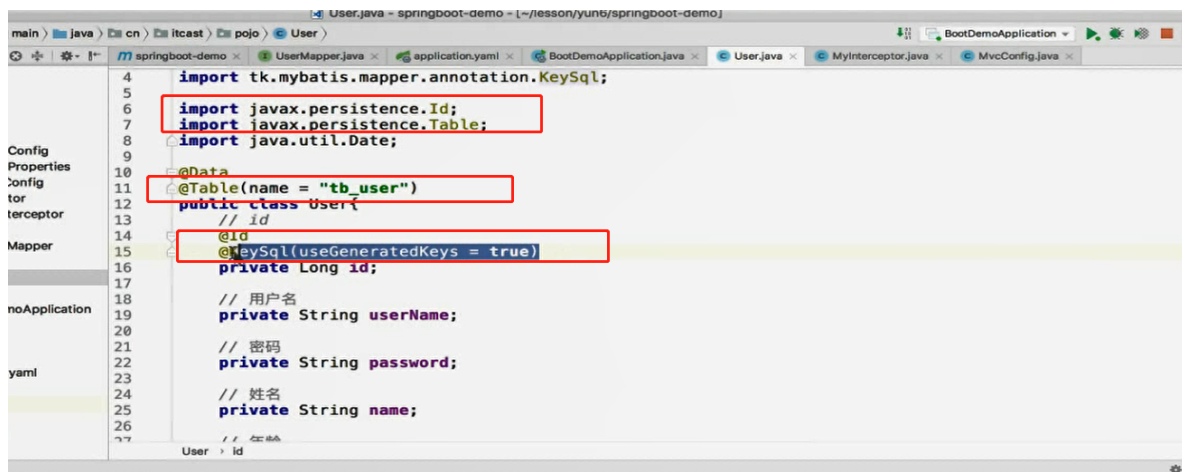 User.java - springboot-demo - [~/lesson/yun6/springboot-demo]
main java cn itcast pojo User BootDemoApplication
springboot-demo UserMapper.java application.yaml BootDemoApplication.java User.java MyInterceptor.java MvcConfig.java
4 import tk.mybatis.mapper.annotation.KeySql;
5
6 import javax.persistence.Id;
7 import javax.persistence.Table;
8 import java.util.Date;
9
10 @Data
11 @Table(name = "tb_user")
12 public class User{
13 // id
14 @Id
15 @KeySql(useGeneratedKeys = true)
16 private Long id;
17
18 // 用户名
19 private String userName;
20
21 // 密码
22 private String password;
23
24 // 姓名
25 private String name;
26
27 // 年龄
Config
Properties
Config
tor
terceptor
Mapper
moApplication
yaml
User › id